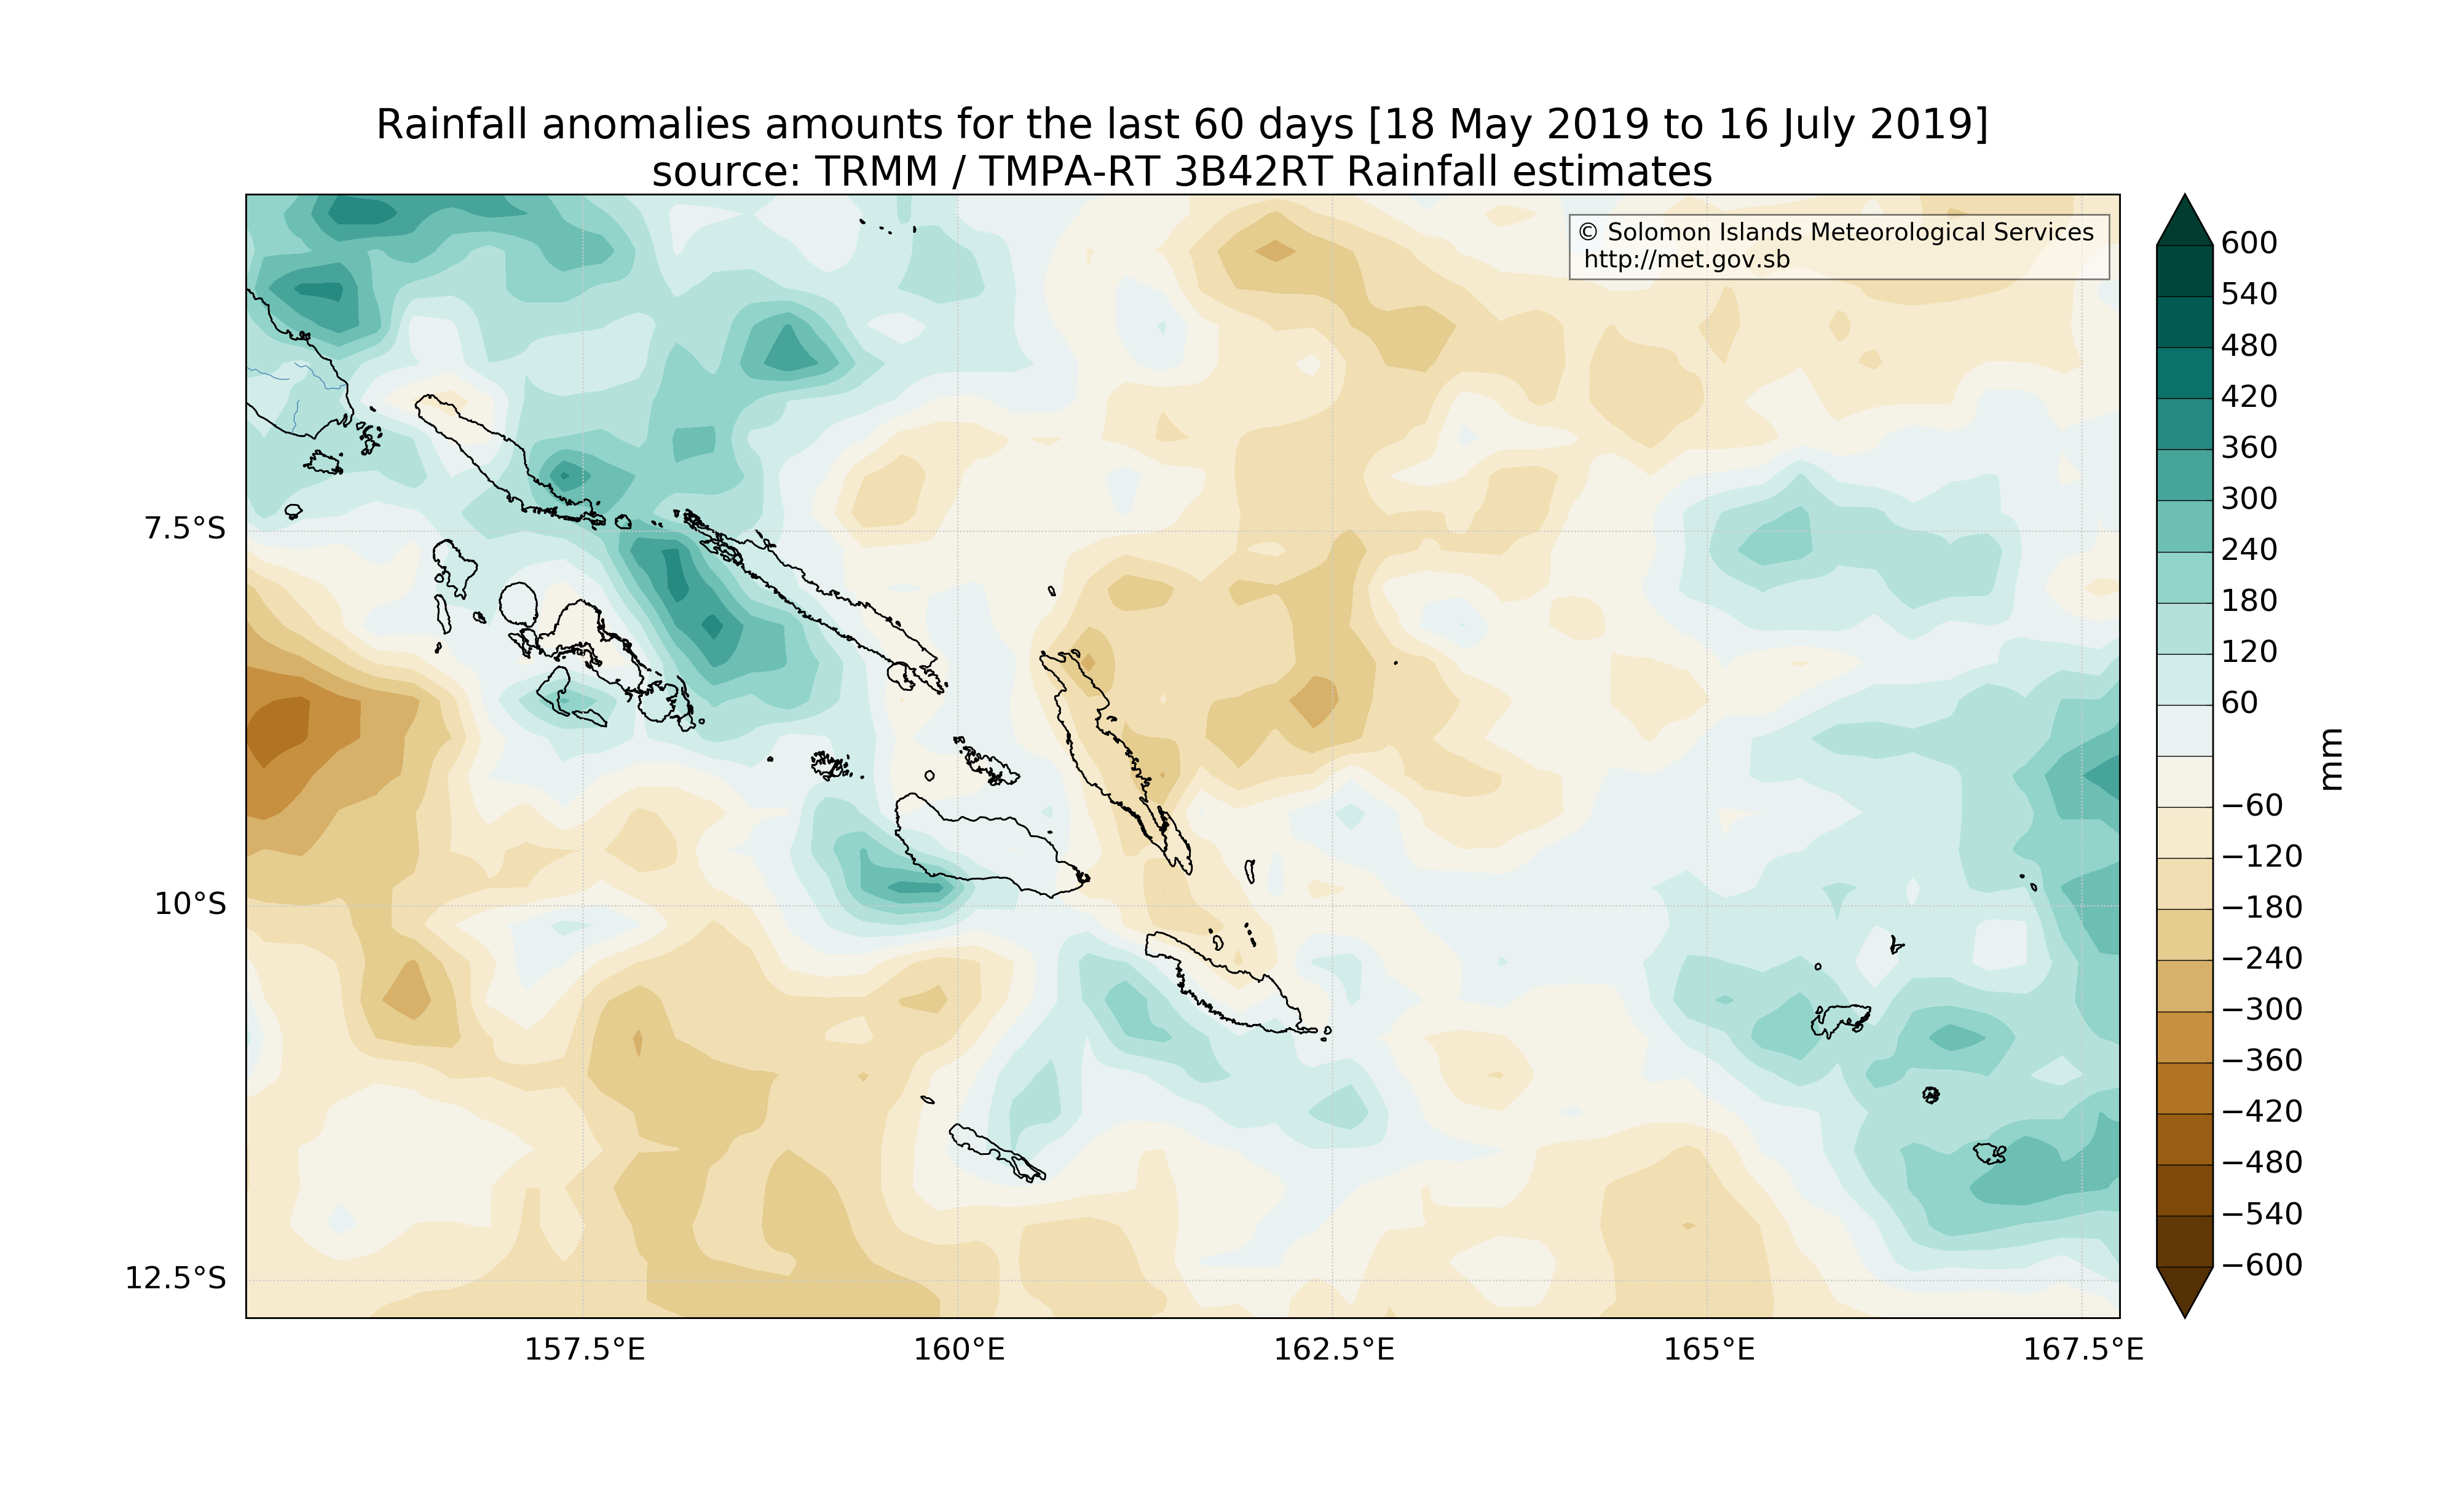 Rainfall anomalies amounts for the last 60 days [18 May 2019 to 16 July 2019]
source: TRMM / TMPA-RT 3B42RT Rainfall estimates
© Solomon Islands Meteorological Services
http://met.gov.sb
7.5°S
10°S
12.5°S
157.5°E
160°E
162.5°E
165°E
167.5°E
600
540
480
420
360
300
240
180
120
60
−60
−120
−180
−240
−300
−360
−420
−480
−540
−600
mm